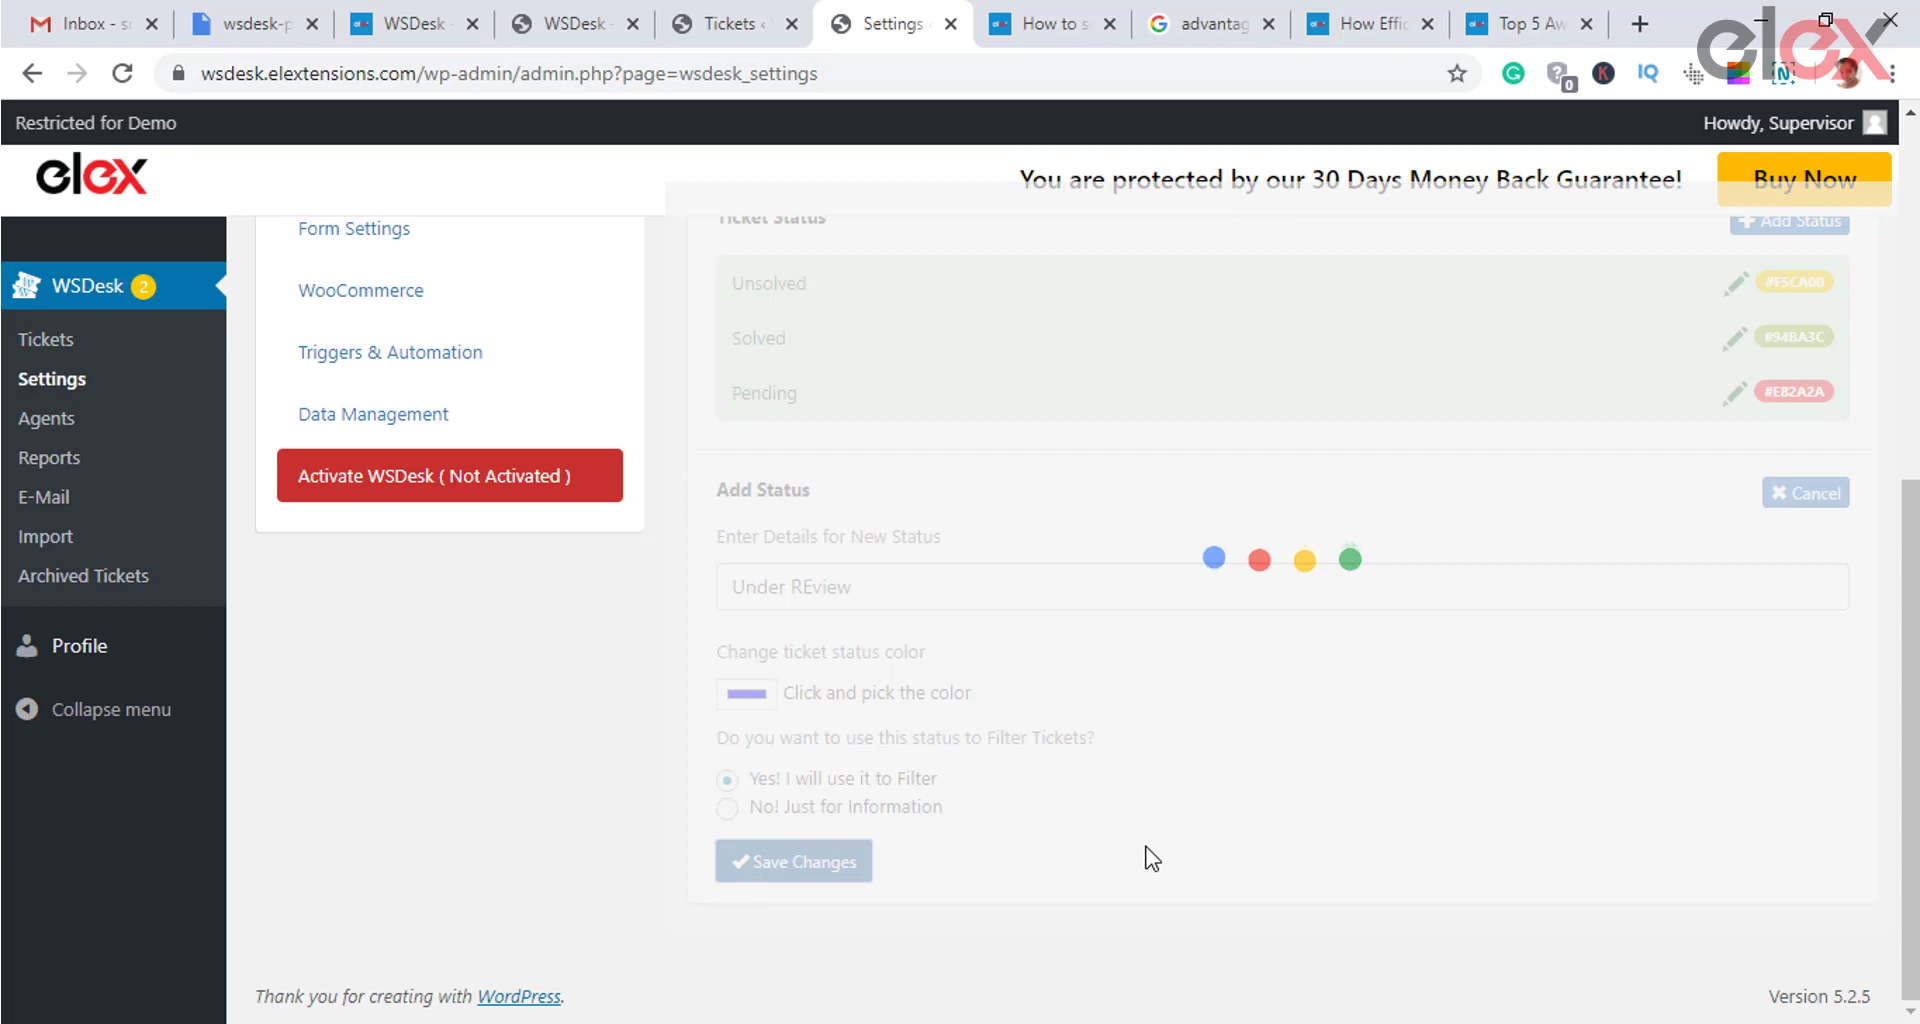 Inbox - s
wsdesk-p
WSDesk -
WSDesk -
Tickets ‹
Settings
How to s
advantag
How Effic
Top 5 Aw
elex
wsdesk.elextensions.com/wp-admin/admin.php?page=wsdesk_settings
0
K
IQ
N
Restricted for Demo
Howdy, Supervisor
elex
You are protected by our 30 Days Money Back Guarantee!
Buy Now
Form Settings
WooCommerce
Triggers & Automation
Data Management
Activate WSDesk ( Not Activated )
WSDesk 2
Tickets
Settings
Agents
Reports
E-Mail
Import
Archived Tickets
Profile
Collapse menu
Ticket Status
Add Status
Unsolved
#F5CA00
Solved
#94BA3C
Pending
#E82A2A
Add Status
Cancel
Enter Details for New Status
Under REview
Change ticket status color
Click and pick the color
Do you want to use this status to Filter Tickets?
Yes! I will use it to Filter
No! Just for Information
Save Changes
Thank you for creating with WordPress.
Version 5.2.5